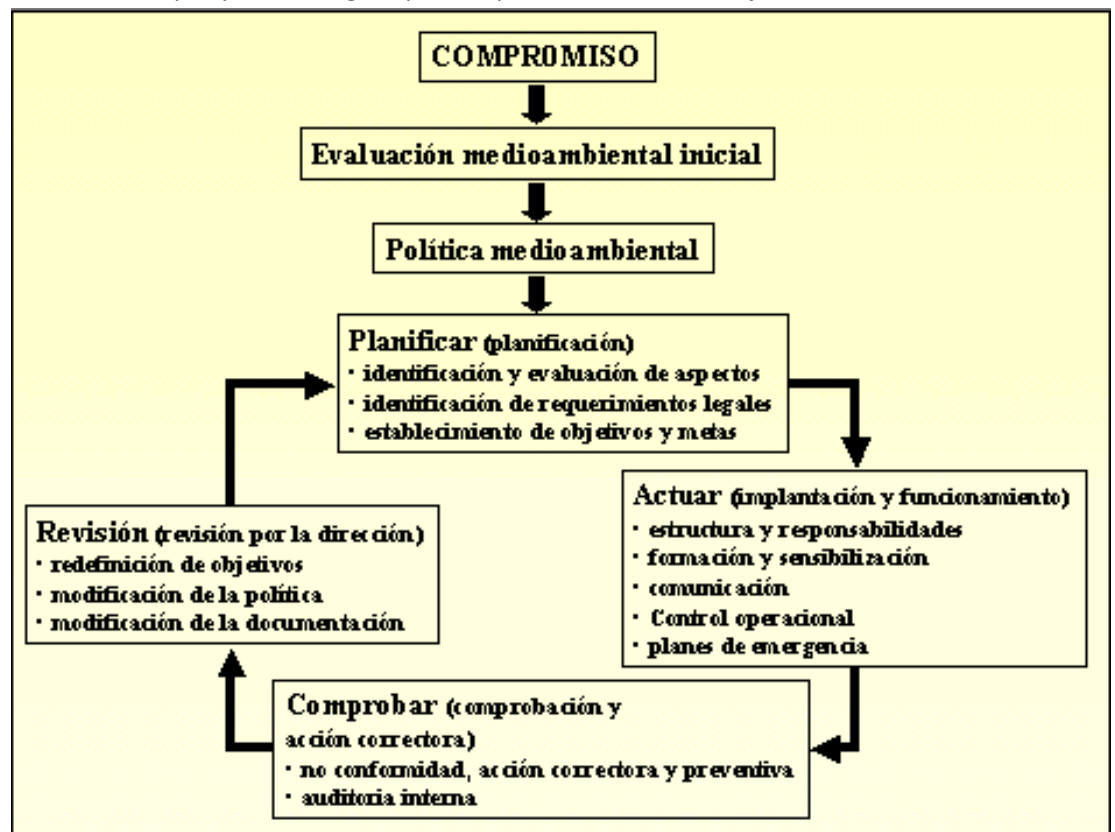 COMPR0MISO
Evaluación medioambiental inicial
Política medioambiental
Planificar (planificación)
· identificación y evaluación de aspectos
· identificación de requerimientos legales
· establecimiento de objetivos y metas
Actuar (implantación y funcionamiento)
· estructura y responsabilidades
· formación y sensibilización
· comunicación
· Control operacional
· planes de emergencia
Comprobar (comprobación y
acción correctora)
· no conformidad, acción correctora y preventiva
· auditoria interna
Revisión (revisión por la dirección)
· redefinición de objetivos
· modificación de la política
· modificación de la documentación